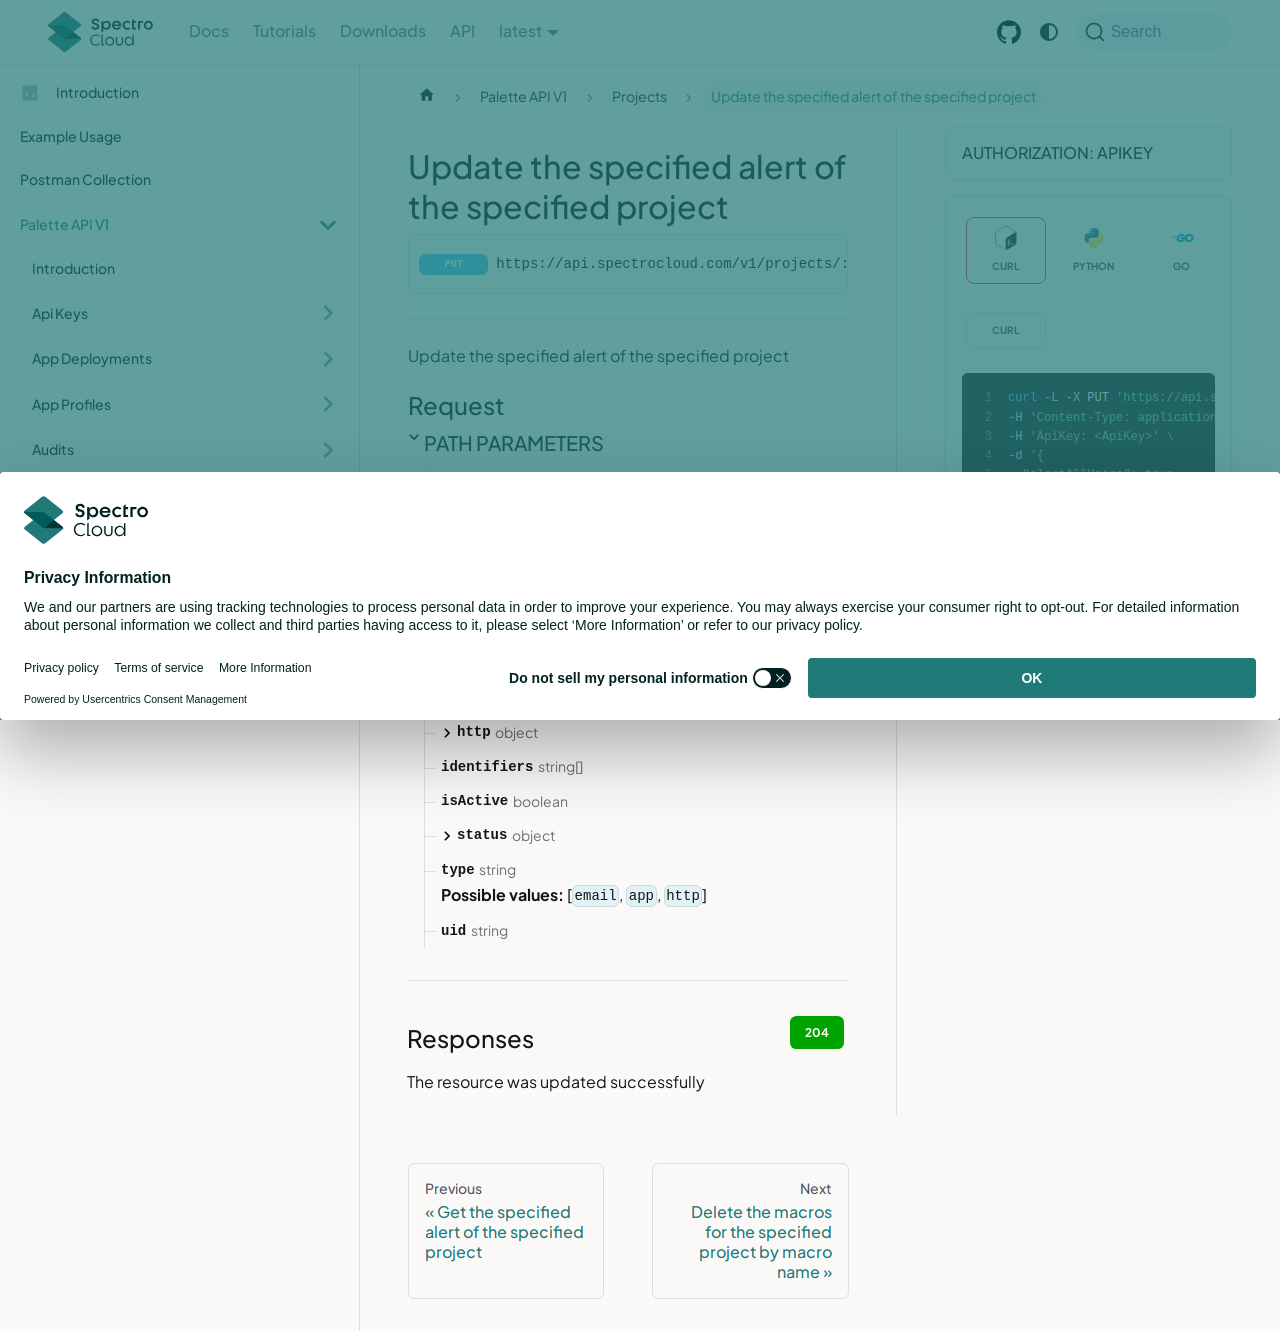 Spectro Cloud
Docs
Tutorials
Downloads
API
latest
Search
Introduction
Example Usage
Postman Collection
Palette API V1
Introduction
Api Keys
App Deployments
App Profiles
Audits
Palette API V1
Projects
Update the specified alert of the specified project
Update the specified alert of
the specified project
PUT
https://api.spectrocloud.com/v1/projects/:
Update the specified alert of the specified project
Request
PATH PARAMETERS
AUTHORIZATION: APIKEY
CURL
PYTHON
GO
CURL
1 curl -L -X PUT 'https://api.s
2 -H 'Content-Type: application
3 -H 'ApiKey: <ApiKey>' \
4 -d '{
Spectro
Cloud
Privacy Information
We and our partners are using tracking technologies to process personal data in order to improve your experience. You may always exercise your consumer right to opt-out. For detailed information
about personal information we collect and third parties having access to it, please select ‘More Information’ or refer to our privacy policy.
Privacy policy
Terms of service
More Information
Powered by Usercentrics Consent Management
Do not sell my personal information
OK
http object
identifiers string[]
isActive boolean
status object
type string
Possible values: [email, app, http]
uid string
Responses
204
The resource was updated successfully
Previous
« Get the specified
alert of the specified
project
Next
Delete the macros
for the specified
project by macro
name »